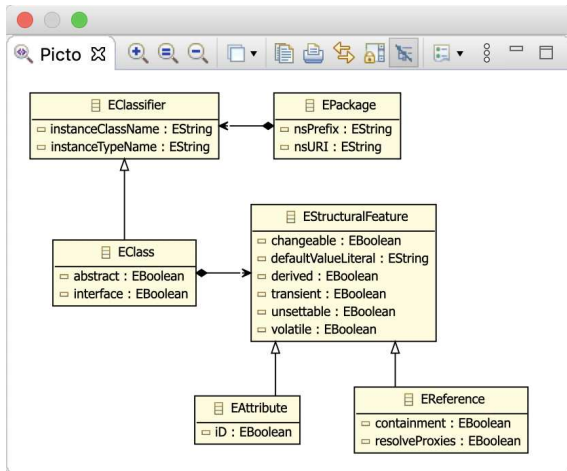 Picto
EClassifier
instanceClassName : EString
instanceTypeName : EString
EPackage
nsPrefix : EString
nsURI : EString
EClass
abstract : EBoolean
interface : EBoolean
EStructuralFeature
changeable : EBoolean
defaultValueLiteral : EString
derived : EBoolean
transient : EBoolean
unsettable : EBoolean
volatile : EBoolean
EAttribute
iD : EBoolean
EReference
containment : EBoolean
resolveProxies : EBoolean